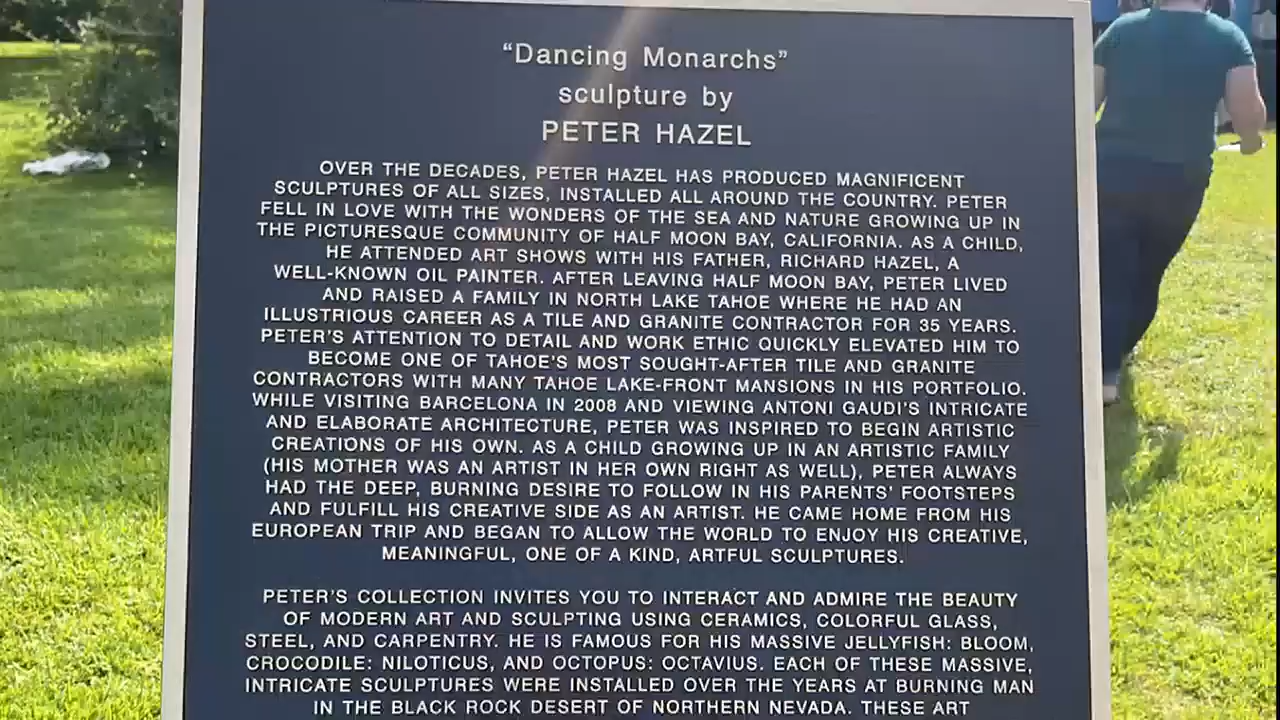 “Dancing Monarchs”
sculpture by
PETER HAZEL
OVER THE DECADES, PETER HAZEL HAS PRODUCED MAGNIFICENT
SCULPTURES OF ALL SIZES, INSTALLED ALL AROUND THE COUNTRY. PETER
FELL IN LOVE WITH THE WONDERS OF THE SEA AND NATURE GROWING UP IN
THE PICTURESQUE COMMUNITY OF HALF MOON BAY, CALIFORNIA. AS A CHILD,
HE ATTENDED ART SHOWS WITH HIS FATHER, RICHARD HAZEL, A
WELL-KNOWN OIL PAINTER. AFTER LEAVING HALF MOON BAY, PETER LIVED
AND RAISED A FAMILY IN NORTH LAKE TAHOE WHERE HE HAD AN
ILLUSTRIOUS CAREER AS A TILE AND GRANITE CONTRACTOR FOR 35 YEARS.
PETER’S ATTENTION TO DETAIL AND WORK ETHIC QUICKLY ELEVATED HIM TO
BECOME ONE OF TAHOE’S MOST SOUGHT-AFTER TILE AND GRANITE
CONTRACTORS WITH MANY TAHOE LAKE-FRONT MANSIONS IN HIS PORTFOLIO.
WHILE VISITING BARCELONA IN 2008 AND VIEWING ANTONI GAUDI’S INTRICATE
AND ELABORATE ARCHITECTURE, PETER WAS INSPIRED TO BEGIN ARTISTIC
CREATIONS OF HIS OWN. AS A CHILD GROWING UP IN AN ARTISTIC FAMILY
(HIS MOTHER WAS AN ARTIST IN HER OWN RIGHT AS WELL), PETER ALWAYS
HAD THE DEEP, BURNING DESIRE TO FOLLOW IN HIS PARENTS’ FOOTSTEPS
AND FULFILL HIS CREATIVE SIDE AS AN ARTIST. HE CAME HOME FROM HIS
EUROPEAN TRIP AND BEGAN TO ALLOW THE WORLD TO ENJOY HIS CREATIVE,
MEANINGFUL, ONE OF A KIND, ARTFUL SCULPTURES.
PETER’S COLLECTION INVITES YOU TO INTERACT AND ADMIRE THE BEAUTY
OF MODERN ART AND SCULPTING USING CERAMICS, COLORFUL GLASS,
STEEL, AND CARPENTRY. HE IS FAMOUS FOR HIS MASSIVE JELLYFISH: BLOOM,
CROCODILE: NILOTICUS, AND OCTOPUS: OCTAVIUS. EACH OF THESE MASSIVE,
INTRICATE SCULPTURES WERE INSTALLED OVER THE YEARS AT BURNING MAN
IN THE BLACK ROCK DESERT OF NORTHERN NEVADA. THESE ART